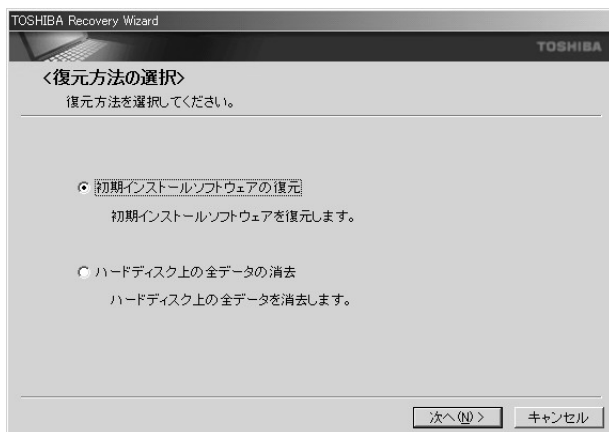 TOSHIBA Recovery Wizard
TOSHIBA
<復元方法の選択>
復元方法を選択してください。
初期インストールソフトウェアの復元
初期インストールソフトウェアを復元します。
ハードディスク上の全データの消去
ハードディスク上の全データを消去します。
次へ(N) >
キャンセル